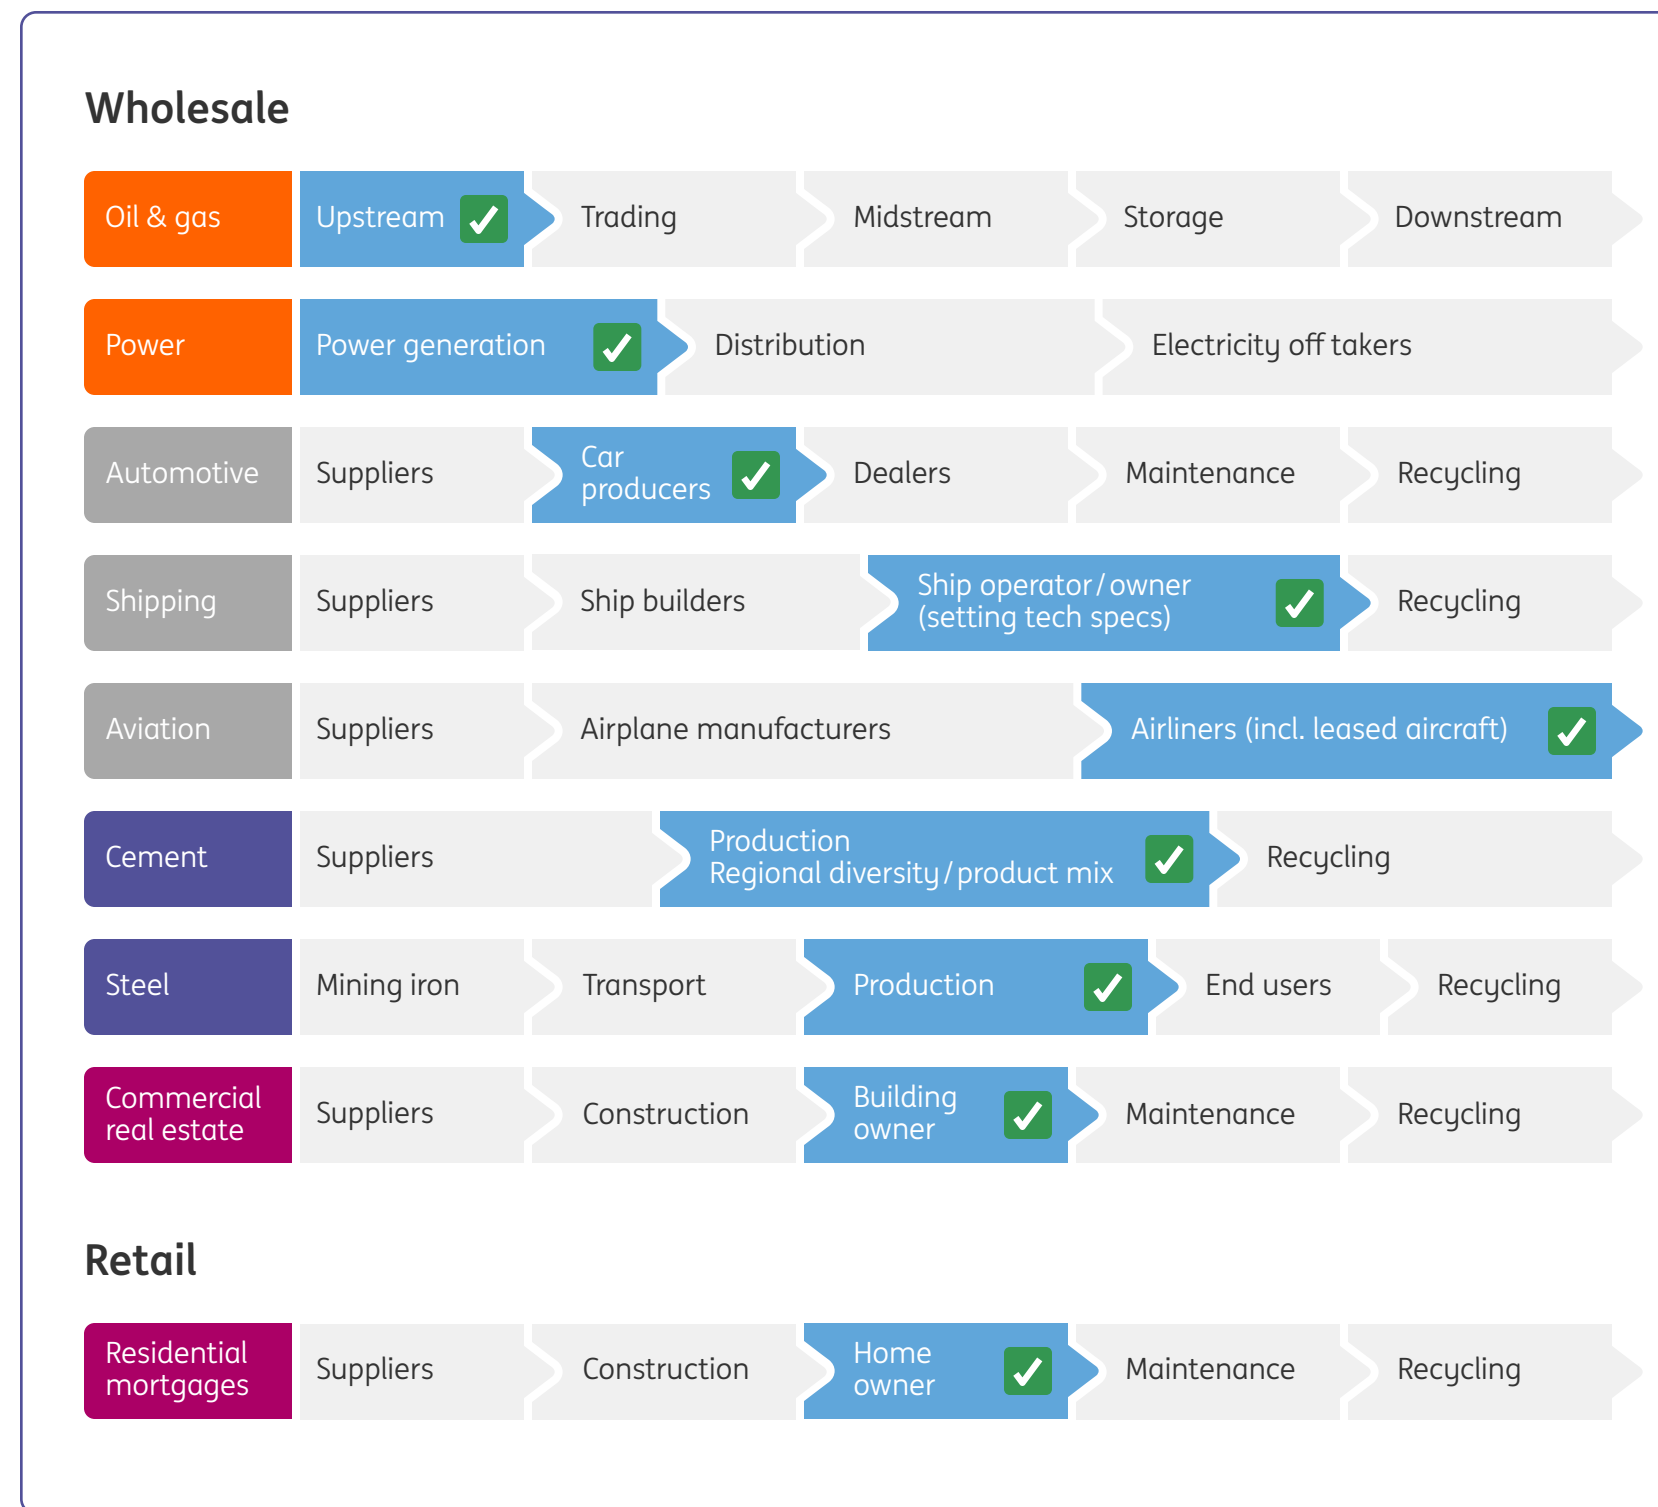 Wholesale
Oil & gas
Upstream
Trading
Midstream
Storage
Downstream
Power
Power generation
Distribution
Electricity off takers
Automotive
Suppliers
Car
producers
Dealers
Maintenance
Recycling
Shipping
Suppliers
Ship builders
Ship operator/owner
(setting tech specs)
Recycling
Aviation
Suppliers
Airplane manufacturers
Airliners (incl. leased aircraft)
Cement
Suppliers
Production
Regional diversity/product mix
Recycling
Steel
Mining iron
Transport
Production
End users
Recycling
Commercial
real estate
Suppliers
Construction
Building
owner
Maintenance
Recycling
Retail
Residential
mortgages
Suppliers
Construction
Home
owner
Maintenance
Recycling